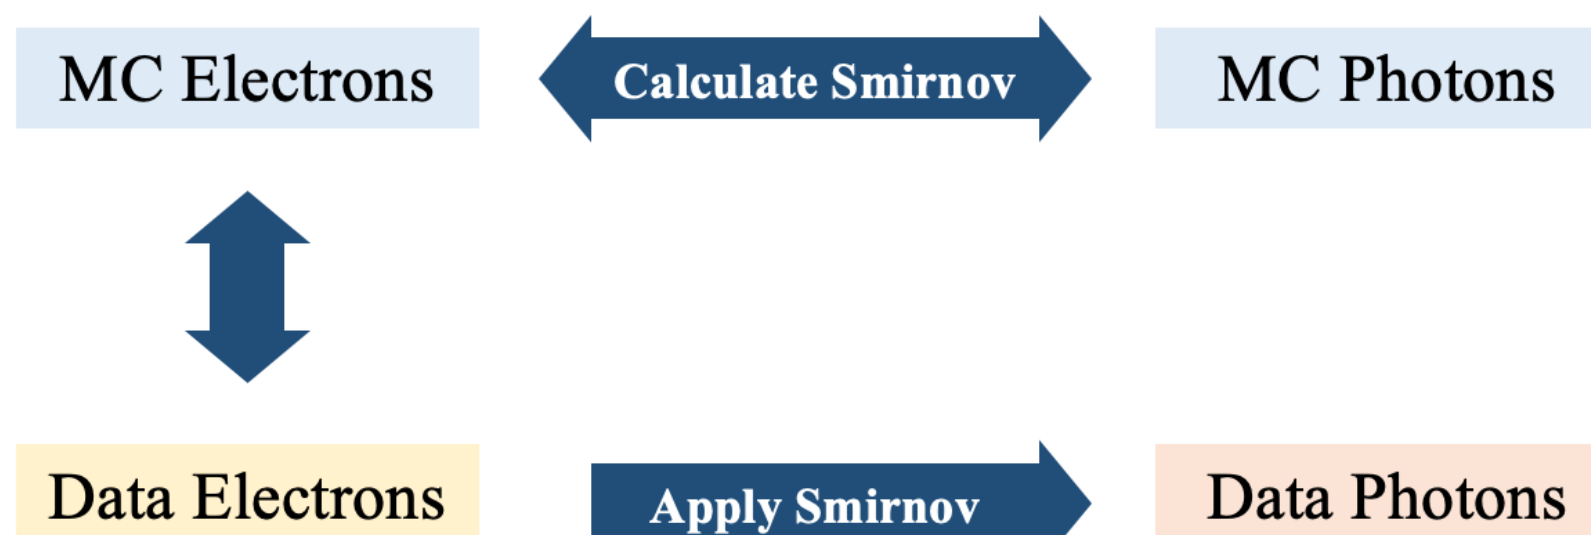 MC Electrons
Calculate Smirnov
MC Photons
Data Electrons
Apply Smirnov
Data Photons